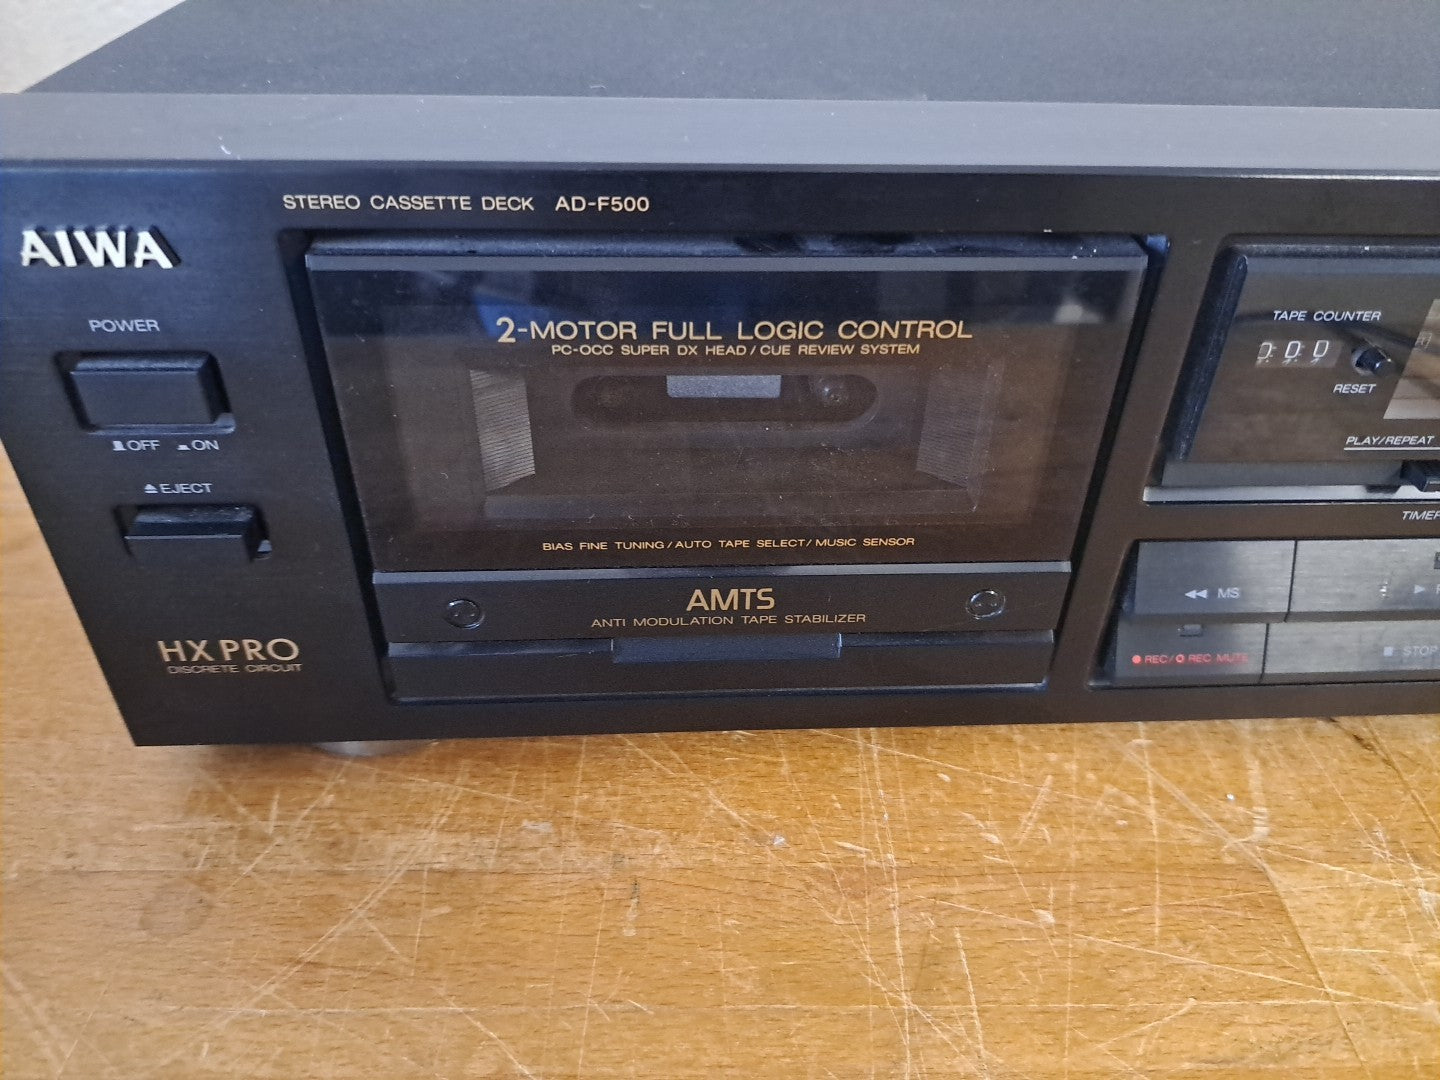 STEREO CASSETTE DECK AD-F500
AIWA
POWER
OFF ON
EJECT
HX PRO
DISCRETE CIRCUIT
2-MOTOR FULL LOGIC CONTROL
PC-OCC SUPER DX HEAD/CUE REVIEW SYSTEM
BIAS FINE TUNING/AUTO TAPE SELECT/MUSIC SENSOR
AMTS
ANTI MODULATION TAPE STABILIZER
TAPE COUNTER
000
RESET
PLAY/REPEAT
MS
REC/ REC MUTE
STOP